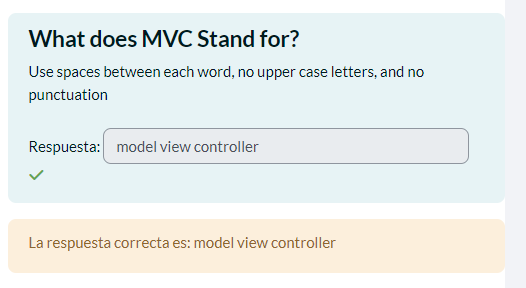 What does MVC Stand for?
Use spaces between each word, no upper case letters, and no
punctuation
Respuesta: model view controller
La respuesta correcta es: model view controller